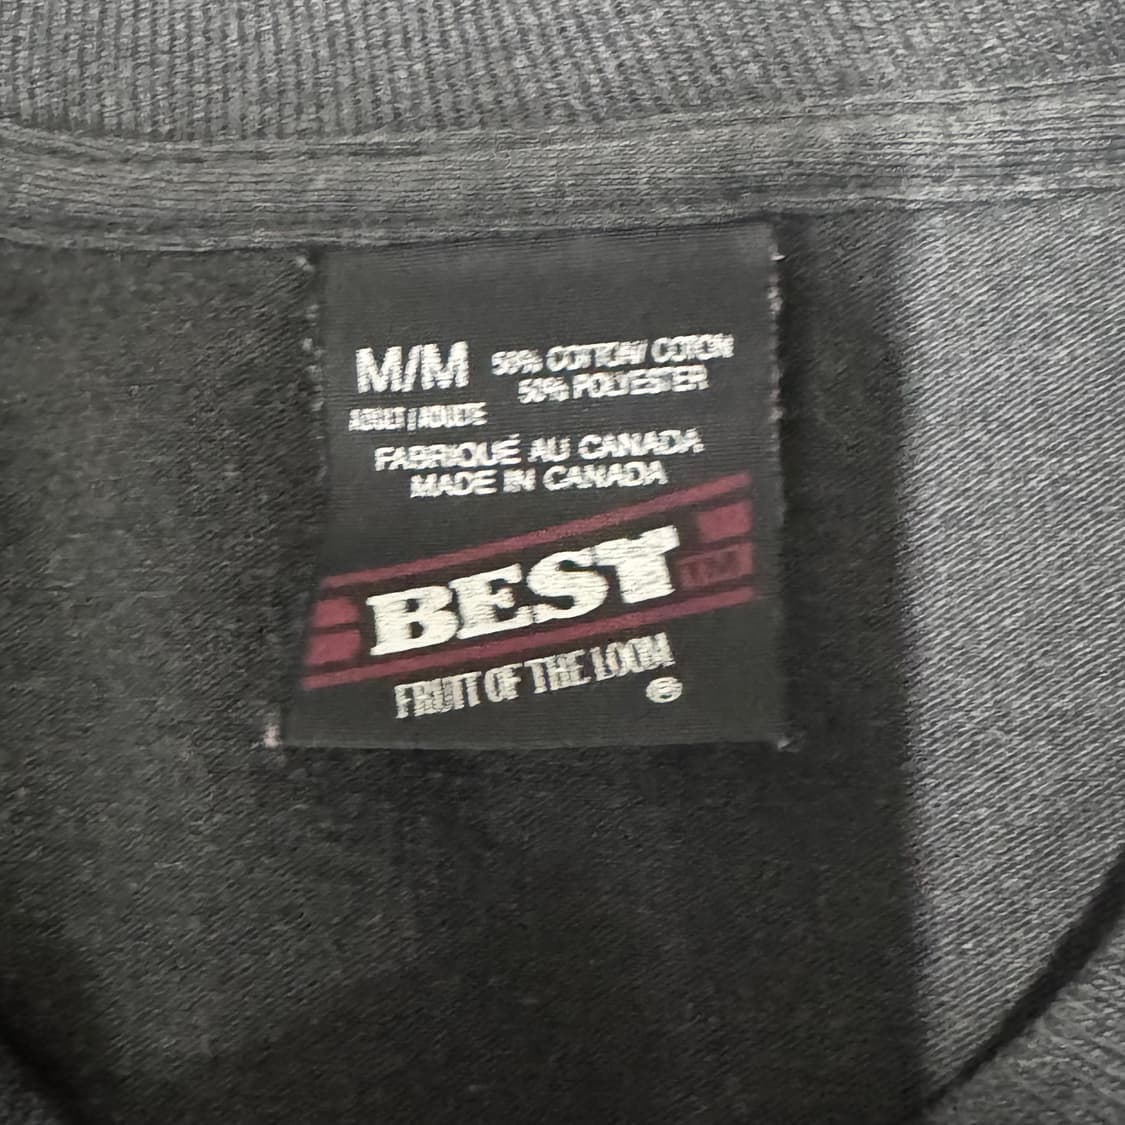 M/M 50% COTTON/ COTON
50% POLYESTER
ADULT / ADULTE
FABRIQUÉ AU CANADA
MADE IN CANADA
BEST TM
FRUIT OF THE LOOM
®